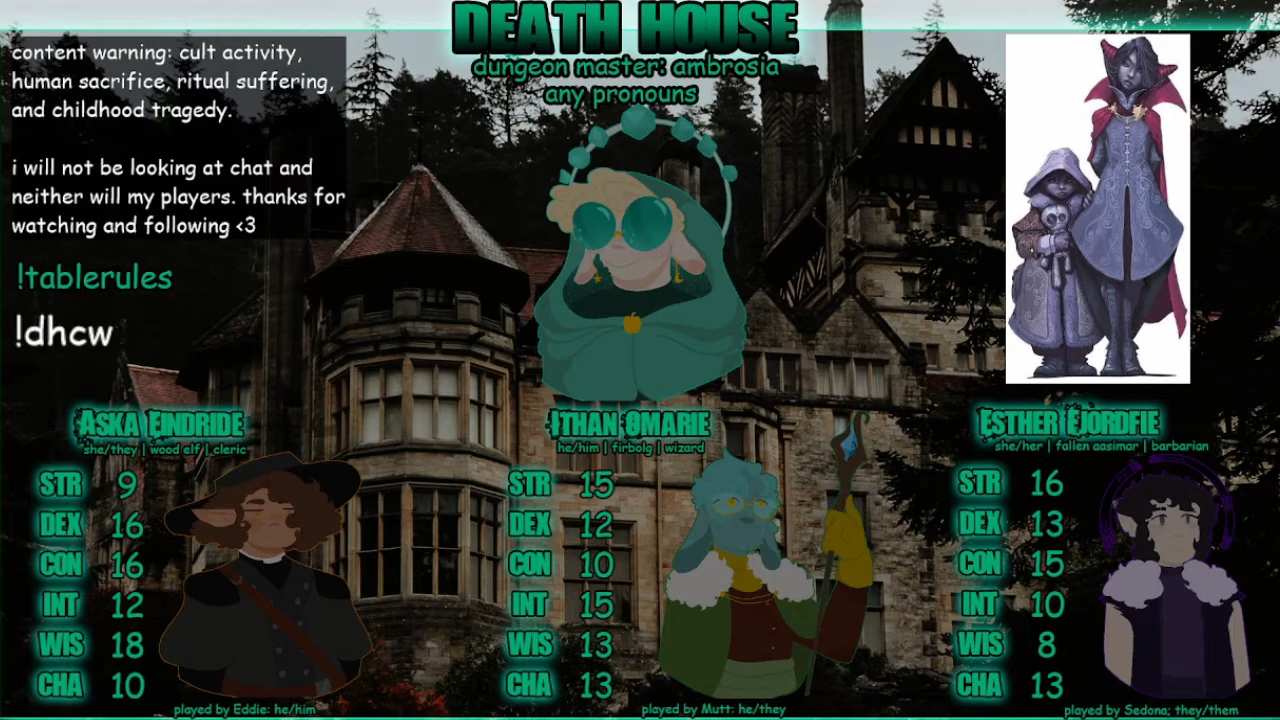 DEATH HOUSE
dungeon master: ambrosia
any pronouns
content warning: cult activity,
human sacrifice, ritual suffering,
and childhood tragedy.
i will not be looking at chat and
neither will my players. thanks for
watching and following <3
!tablerules
!dhcw
ASKA EINDRIDE
she/they | wood elf | cleric
STR 9
DEX 16
CON 16
INT 12
WIS 18
CHA 10
played by Eddie: he/him
ITHAN OMARIE
he/him | firbolg | wizard
STR 15
DEX 12
CON 10
INT 15
WIS 13
CHA 13
played by Mutt: he/they
ESTHER EJORDFIE
she/her | fallen aasimar | barbarian
STR 16
DEX 13
CON 15
INT 10
WIS 8
CHA 13
played by Sedona; they/them